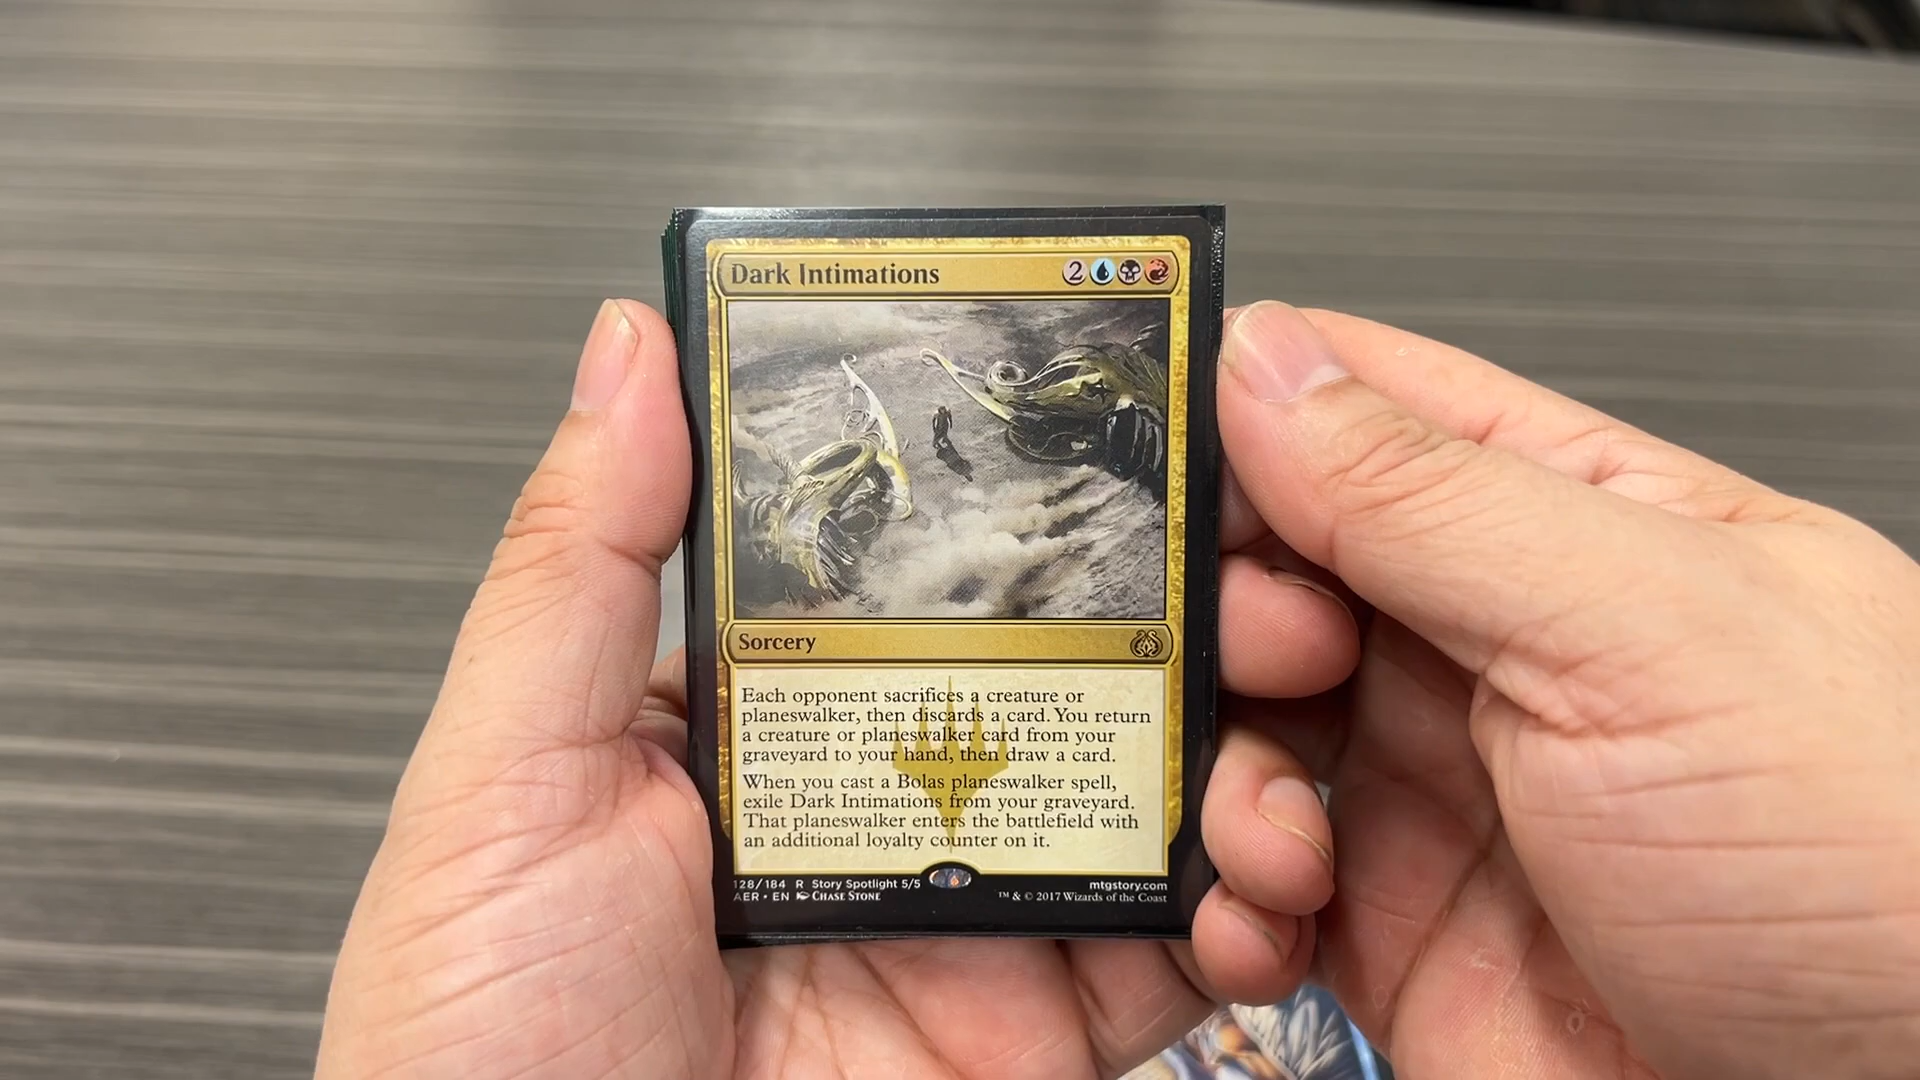 Dark Intimations 2
Sorcery
Each opponent sacrifices a creature or
planeswalker, then discards a card. You return
a creature or planeswalker card from your
graveyard to your hand, then draw a card.
When you cast a Bolas planeswalker spell,
exile Dark Intimations from your graveyard.
That planeswalker enters the battlefield with
an additional loyalty counter on it.
128/184 R Story Spotlight 5/5
mtgstory.com
AER • EN CHASE STONE
™ & © 2017 Wizards of the Coast